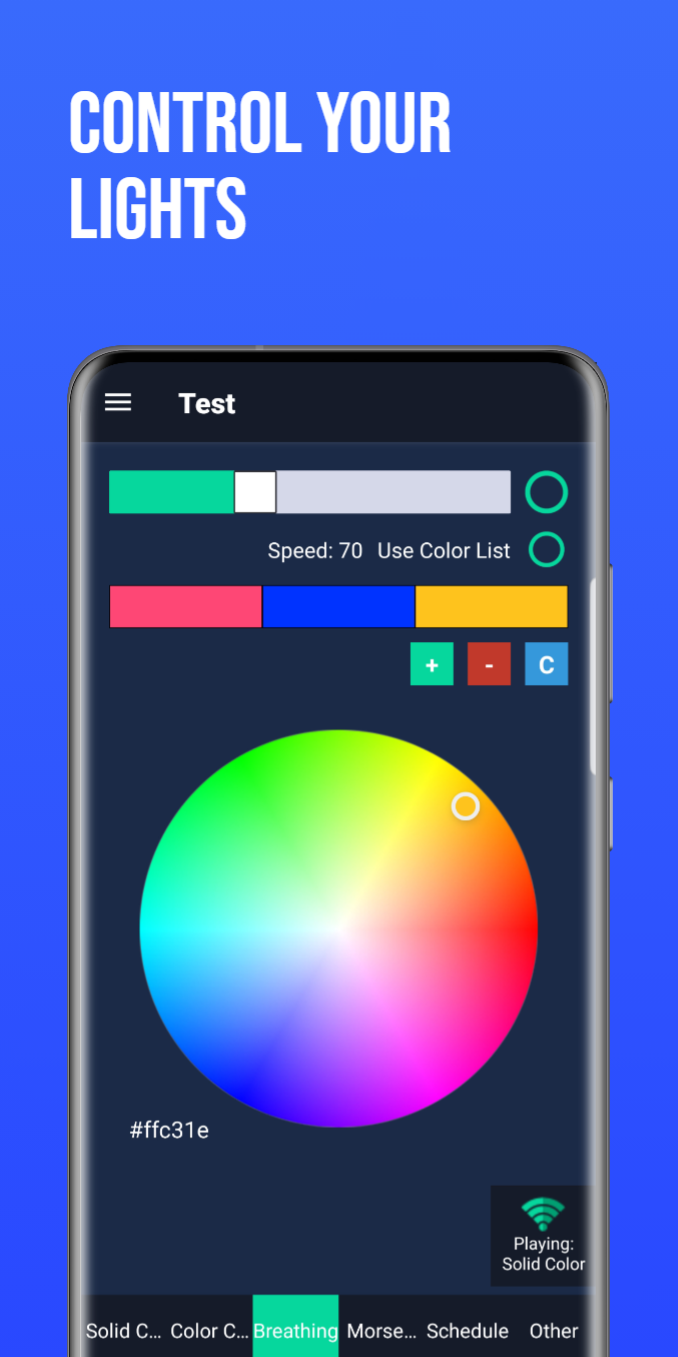 CONTROL YOUR
LIGHTS
Test
Speed: 70 Use Color List
+ - C
#ffc31e
Playing:
Solid Color
Solid C... Color C... Breathing Morse... Schedule Other